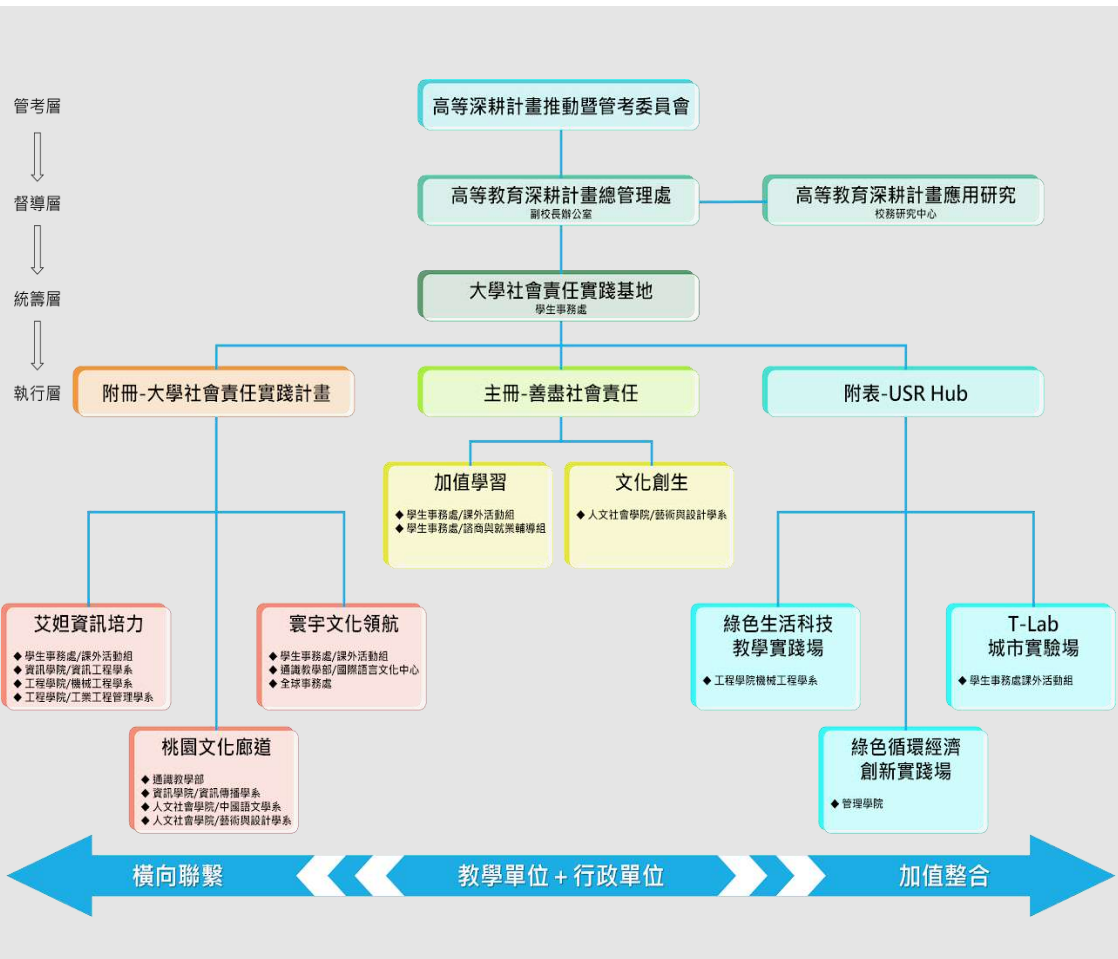 管考層
高等深耕計畫推動暨管考委員會
督導層
高等教育深耕計畫總管理處
副校長辦公室
高等教育深耕計畫應用研究
校務研究中心
統籌層
大學社會責任實踐基地
學生事務處
執行層
附冊-大學社會責任實踐計畫
主冊-善盡社會責任
附表-USR Hub
加值學習
◆ 學生事務處/課外活動組
◆ 學生事務處/諮商與就業輔導組
文化創生
◆ 人文社會學院/藝術與設計學系
艾妲資訊培力
◆ 學生事務處/課外活動組
◆ 資訊學院/資訊工程學系
◆ 工程學院/機械工程學系
◆ 工程學院/工業工程管理學系
寰宇文化領航
◆ 學生事務處/課外活動組
◆ 通識教學部/國際語言文化中心
◆ 全球事務處
桃園文化廊道
◆ 通識教學部
◆ 資訊學院/資訊傳播學系
◆ 人文社會學院/中國語文學系
◆ 人文社會學院/藝術與設計學系
綠色生活科技
教學實踐場
◆ 工程學院機械工程學系
T-Lab
城市實驗場
◆ 學生事務處課外活動組
綠色循環經濟
創新實踐場
◆ 管理學院
橫向聯繫
教學單位 + 行政單位
加值整合